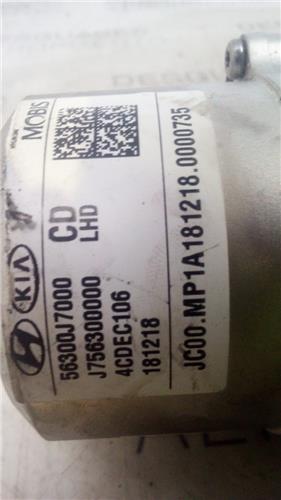 MOBIS
CD
LHD
KIA
56300J7000
J756300000
4CDEC106
181218
JC00.MP1A181218.0000735